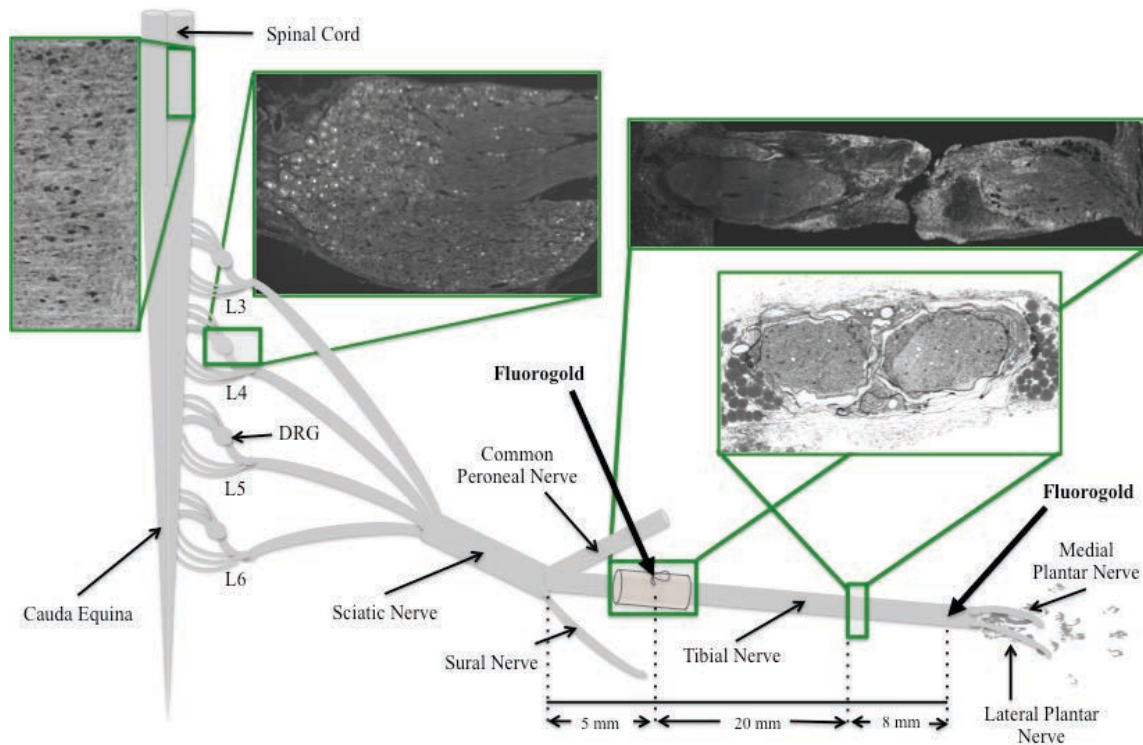 Spinal Cord
L3
L4
Fluorogold
DRG
Common
Peroneal Nerve
L5
Fluorogold
Medial
Plantar Nerve
L6
Cauda Equina
Sciatic Nerve
Sural Nerve
Tibial Nerve
5 mm
20 mm
8 mm
Lateral Plantar
Nerve